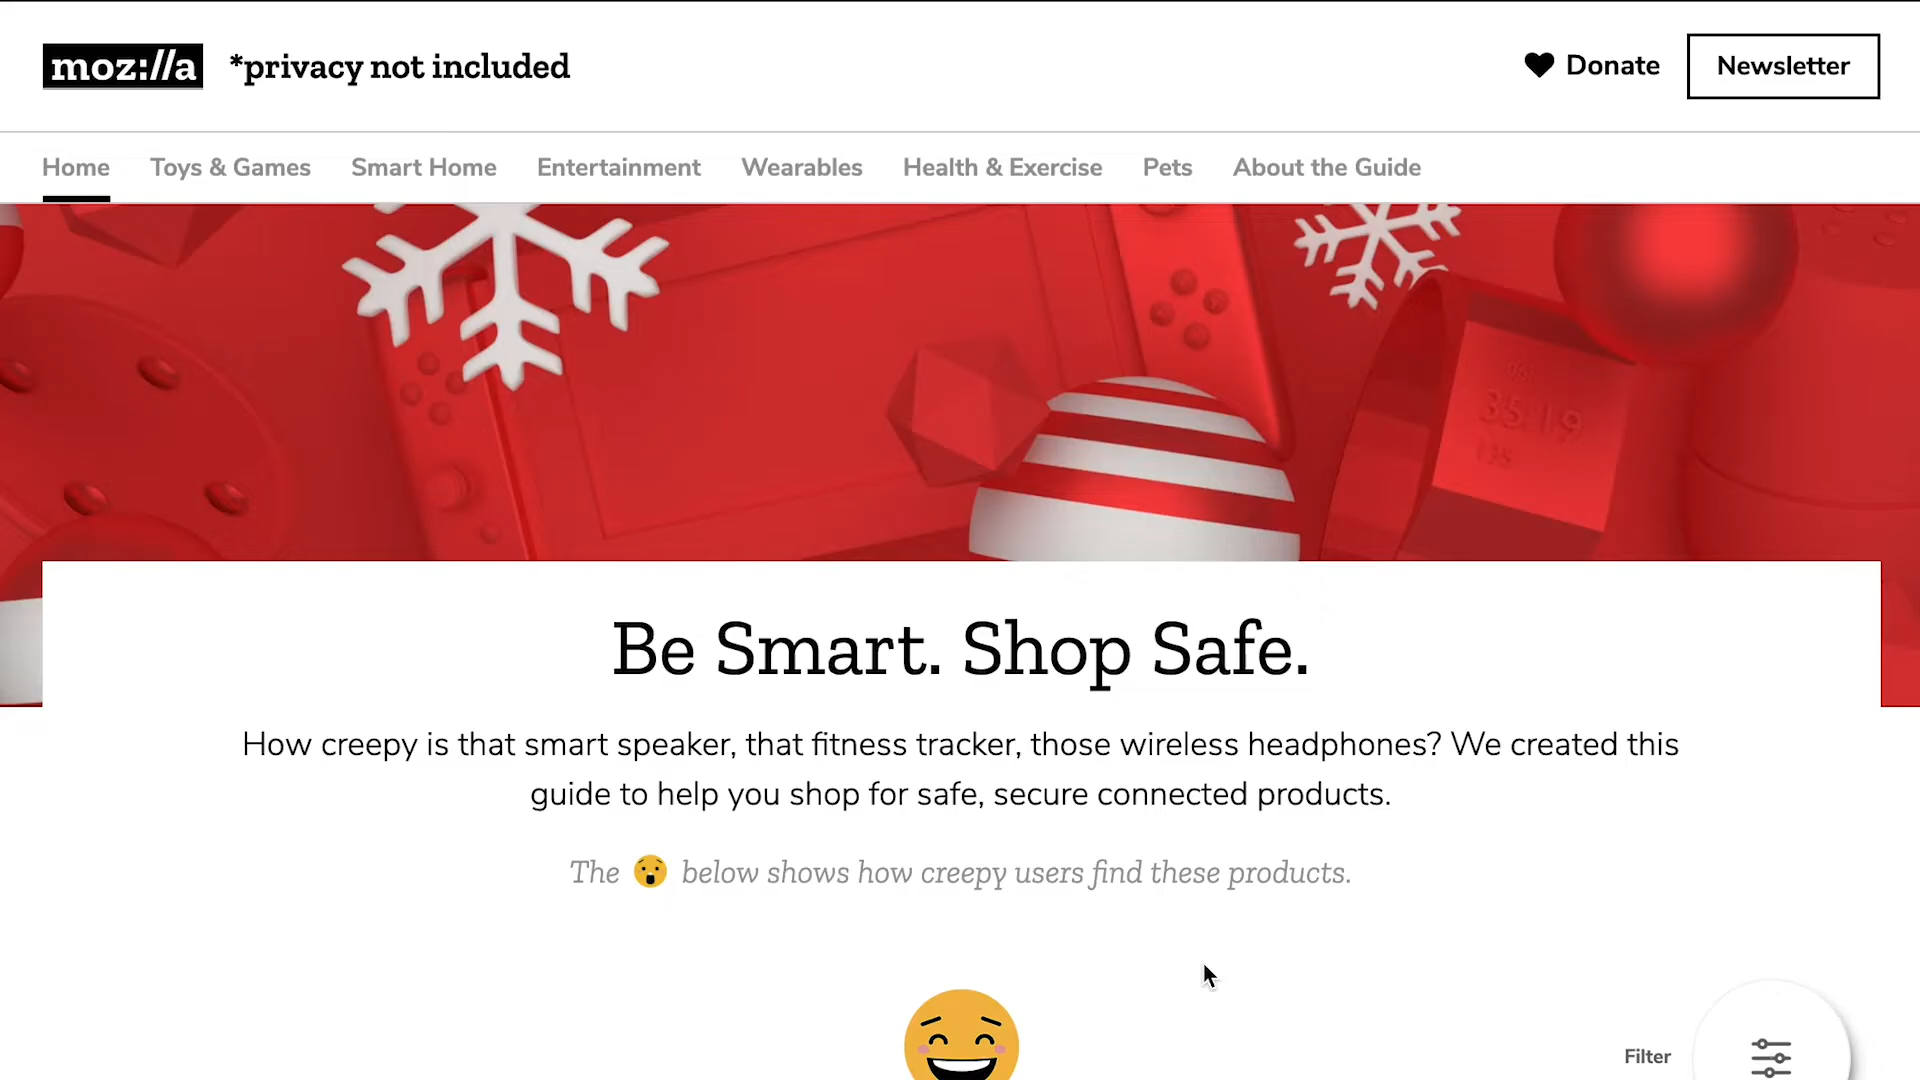 moz://a *privacy not included
Donate
Newsletter
Home Toys & Games Smart Home Entertainment Wearables Health & Exercise Pets About the Guide
35:19
Be Smart. Shop Safe.
How creepy is that smart speaker, that fitness tracker, those wireless headphones? We created this
guide to help you shop for safe, secure connected products.
The 😯 below shows how creepy users find these products.
Filter